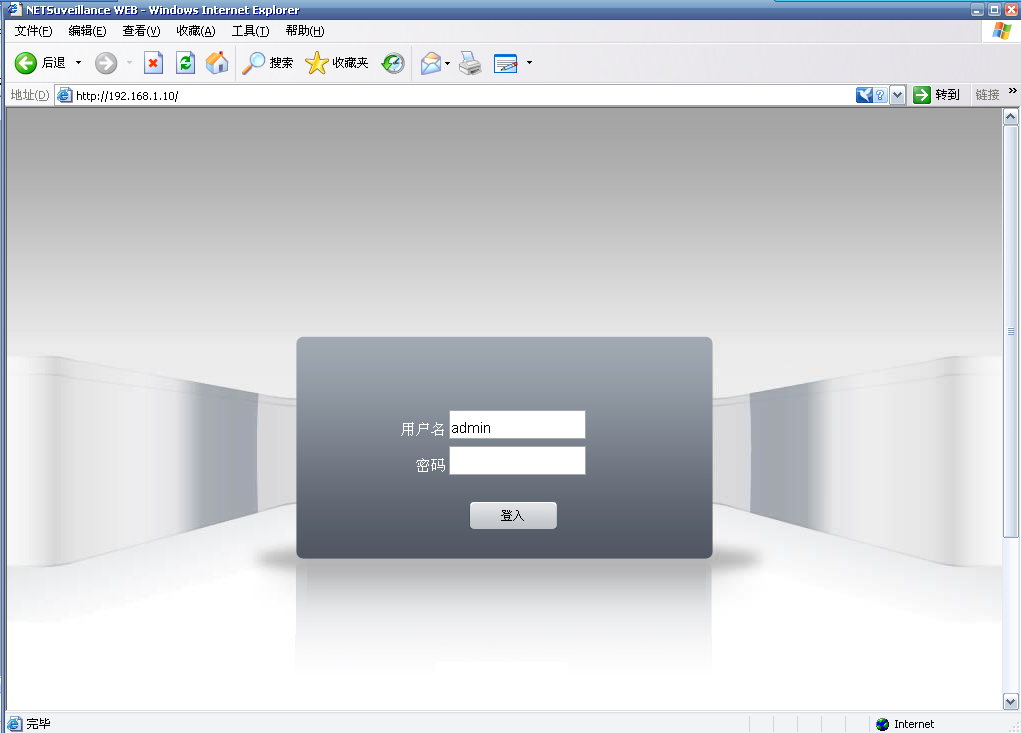 NETSuveillance WEB - Windows Internet Explorer
文件(F) 编辑(E) 查看(V) 收藏(A) 工具(T) 帮助(H)
后退 搜索 收藏夹
地址(D) http://192.168.1.10/ 转到 链接 »
用户名 admin
密码
登入
完毕 Internet